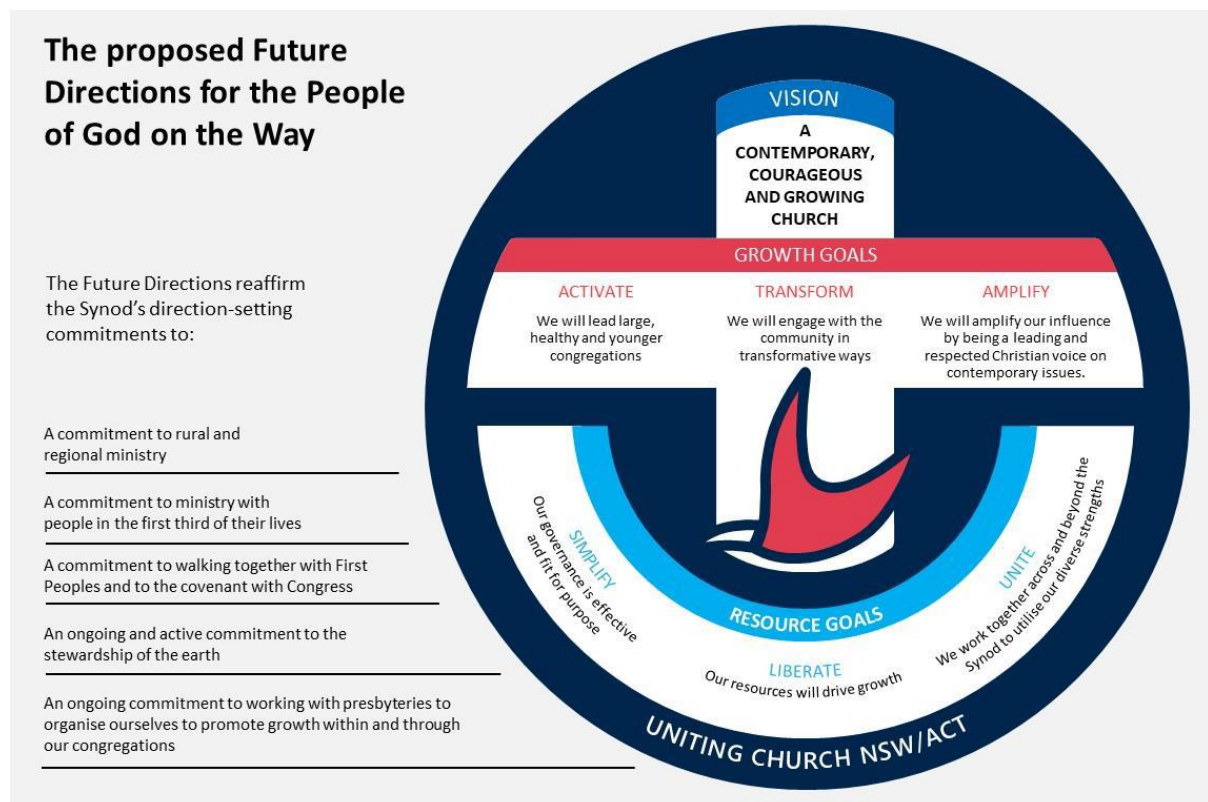 The proposed Future
Directions for the People
of God on the Way
The Future Directions reaffirm
the Synod’s direction-setting
commitments to:
A commitment to rural and
regional ministry
A commitment to ministry with
people in the first third of their lives
A commitment to walking together with First
Peoples and to the covenant with Congress
An ongoing and active commitment to the
stewardship of the earth
An ongoing commitment to working with presbyteries to
organise ourselves to promote growth within and through
our congregations
VISION
A
CONTEMPORARY,
COURAGEOUS
AND GROWING
CHURCH
GROWTH GOALS
ACTIVATE
We will lead large,
healthy and younger
congregations
TRANSFORM
We will engage with the
community in
transformative ways
AMPLIFY
We will amplify our influence
by being a leading and
respected Christian voice on
contemporary issues.
RESOURCE GOALS
SIMPLIFY
Our governance is effective
and fit for purpose
LIBERATE
Our resources will drive growth
UNITE
We work together across and beyond the
Synod to utilise our diverse strengths
UNITING CHURCH NSW/ACT